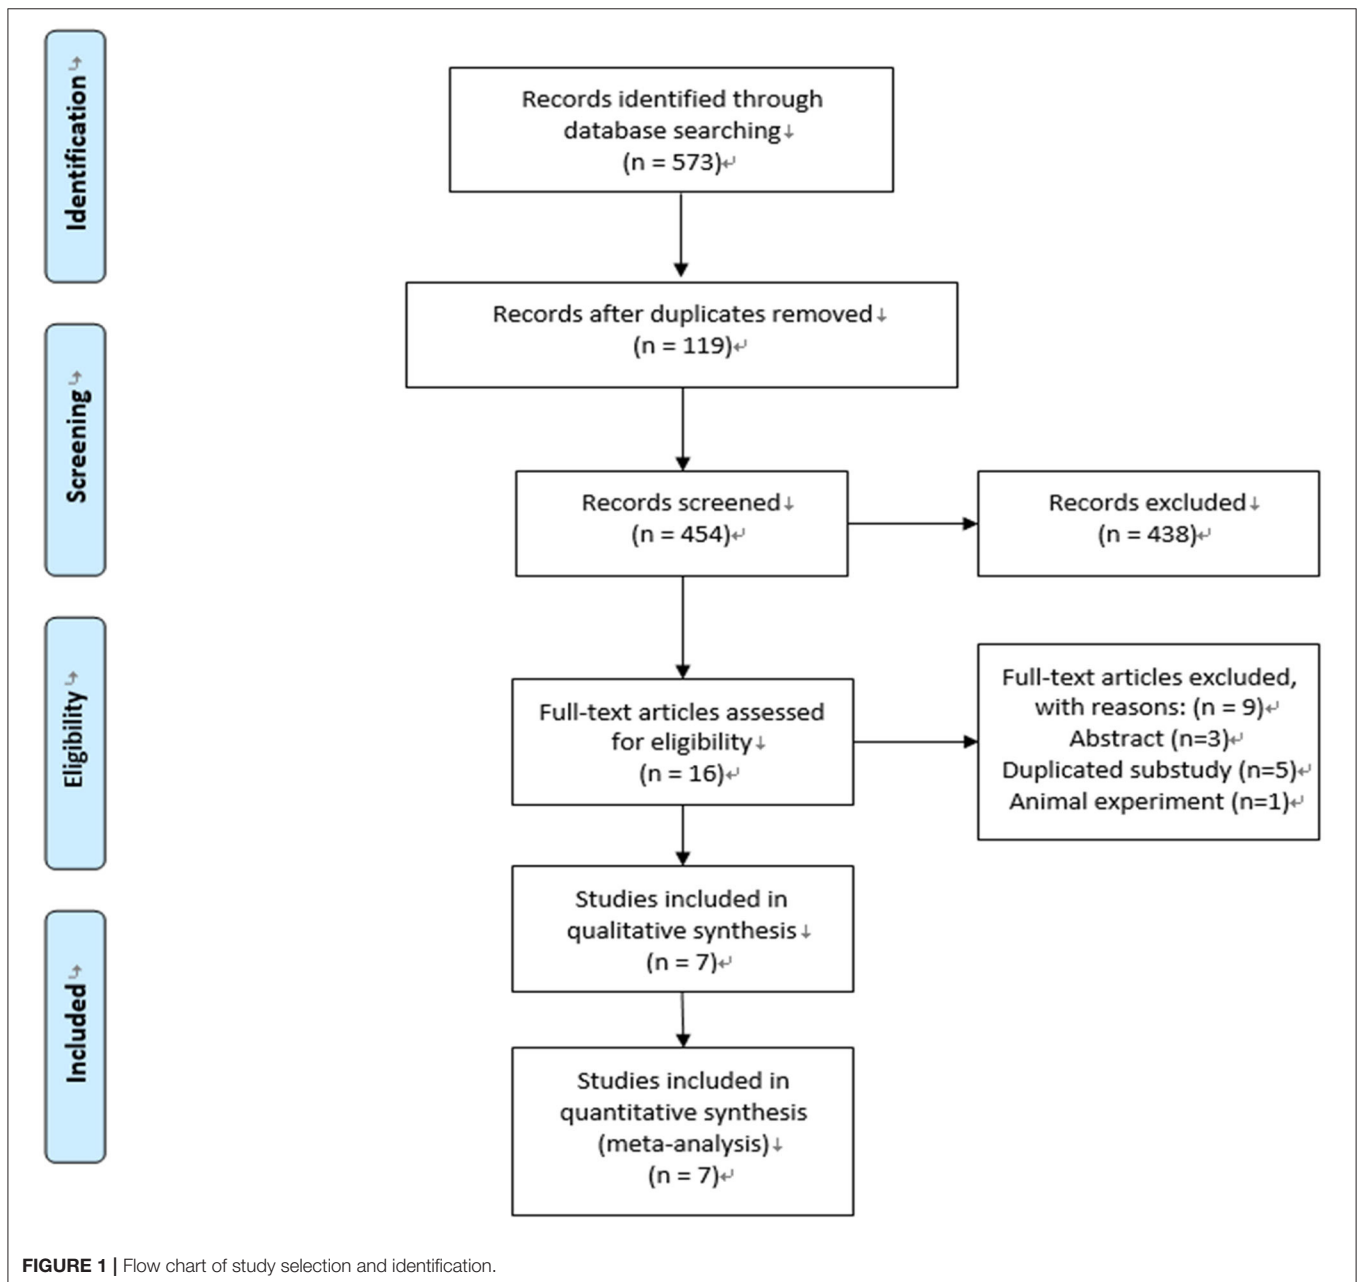 Identification
Records identified through
database searching↓
(n = 573)↵
Records after duplicates removed↓
(n = 119)↵
Screening
Records screened↓
(n = 454)↵
Records excluded↓
(n = 438)↵
Eligibility
Full-text articles assessed
for eligibility↓
(n = 16)↵
Full-text articles excluded,
with reasons: (n = 9)↵
Abstract (n=3)↵
Duplicated substudy (n=5)↵
Animal experiment (n=1)↵
Included
Studies included in
qualitative synthesis↓
(n = 7)↵
Studies included in
quantitative synthesis
(meta-analysis)↓
(n = 7)↵
FIGURE 1 | Flow chart of study selection and identification.